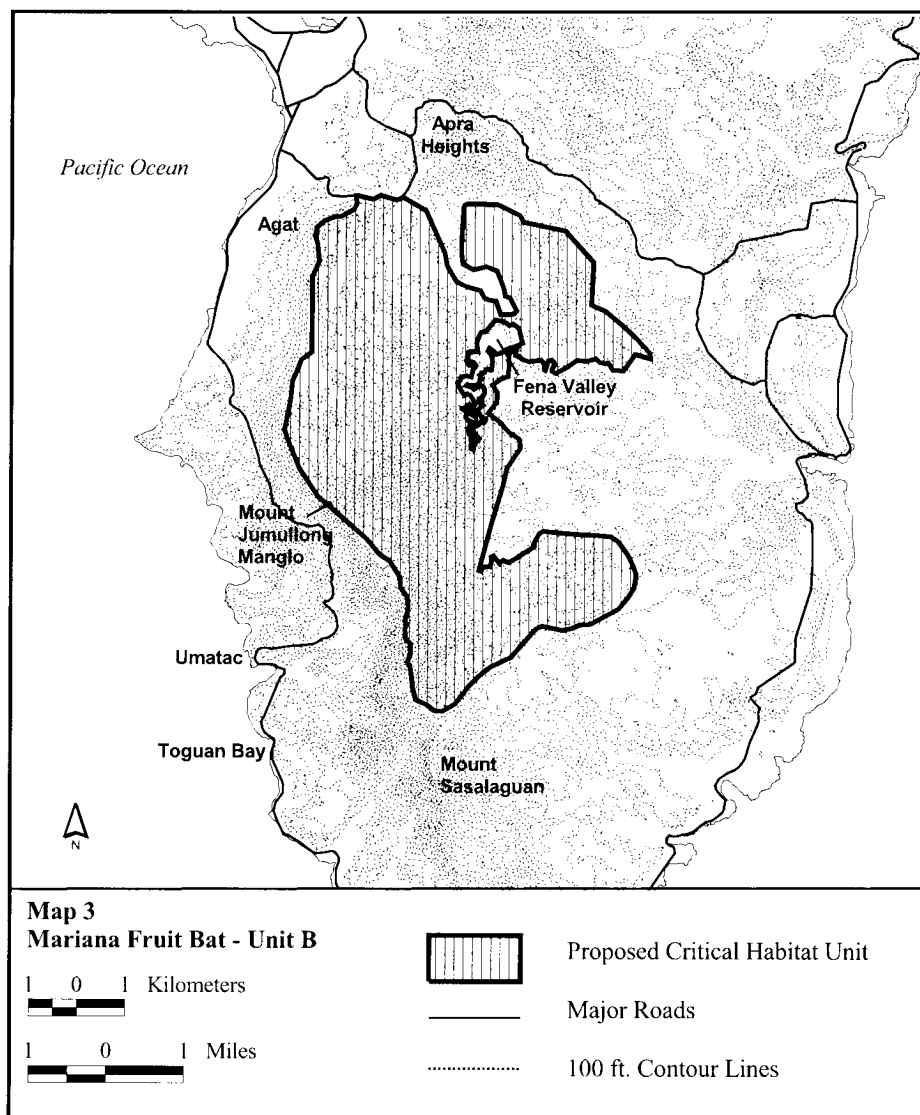 Apra
Heights
Pacific Ocean
Agat
Fena Valley
Reservoir
Mount
Jumullong
Manglo
Umatac
Toguan Bay
Mount
Sasalaguan
N
Map 3
Mariana Fruit Bat - Unit B
1 0 1 Kilometers
1 0 1 Miles
Proposed Critical Habitat Unit
Major Roads
100 ft. Contour Lines